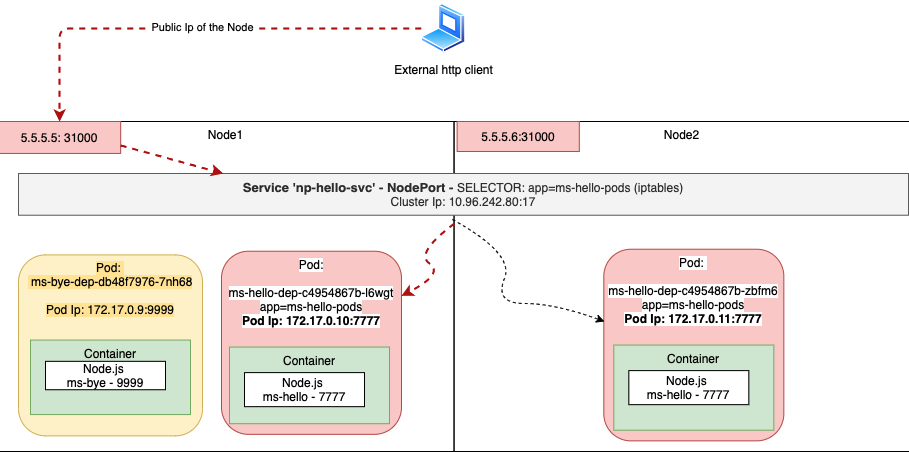 Public Ip of the Node
External http client
5.5.5.5: 31000
Node1
5.5.5.6:31000
Node2
Service 'np-hello-svc' - NodePort - SELECTOR: app=ms-hello-pods (iptables)
Cluster Ip: 10.96.242.80:17
Pod:
ms-bye-dep-db48f7976-7nh68
Pod Ip: 172.17.0.9:9999
Container
Node.js
ms-bye - 9999
Pod:
ms-hello-dep-c4954867b-l6wgt
app=ms-hello-pods
Pod Ip: 172.17.0.10:7777
Container
Node.js
ms-hello - 7777
Pod:
ms-hello-dep-c4954867b-zbfm6
app=ms-hello-pods
Pod Ip: 172.17.0.11:7777
Container
Node.js
ms-hello - 7777